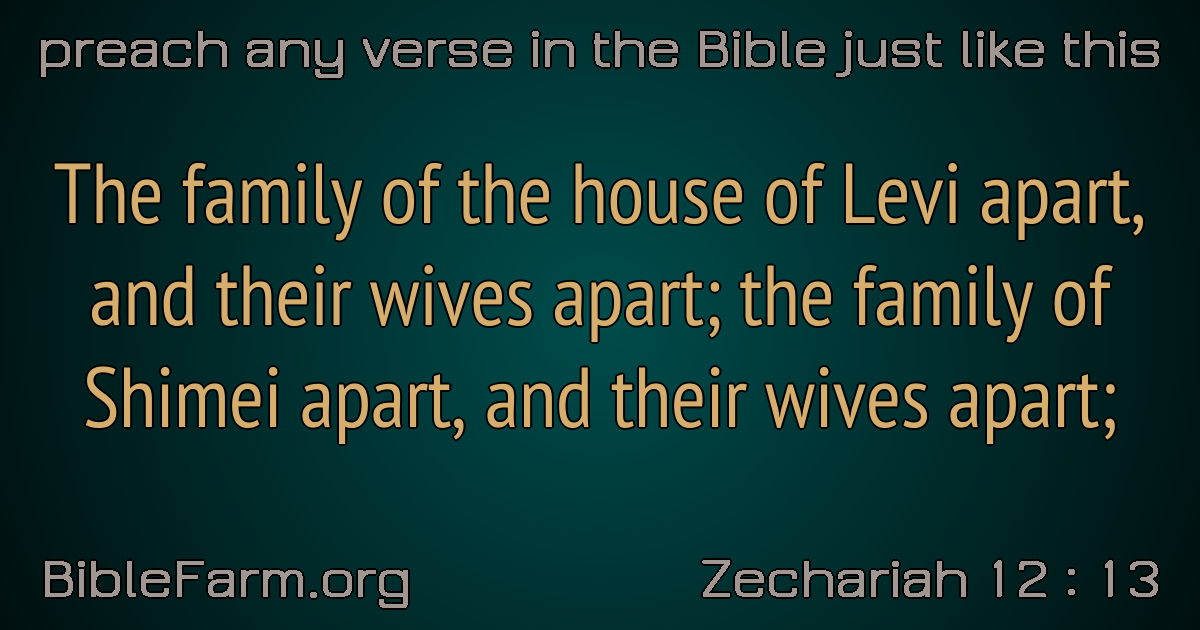 preach any verse in the Bible just like this
The family of the house of Levi apart,
and their wives apart; the family of
Shimei apart, and their wives apart;
BibleFarm.org
Zechariah 12 : 13